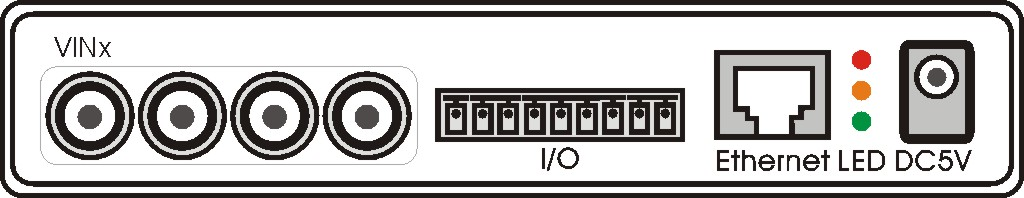 VINx
I/O
Ethernet LED DC5V